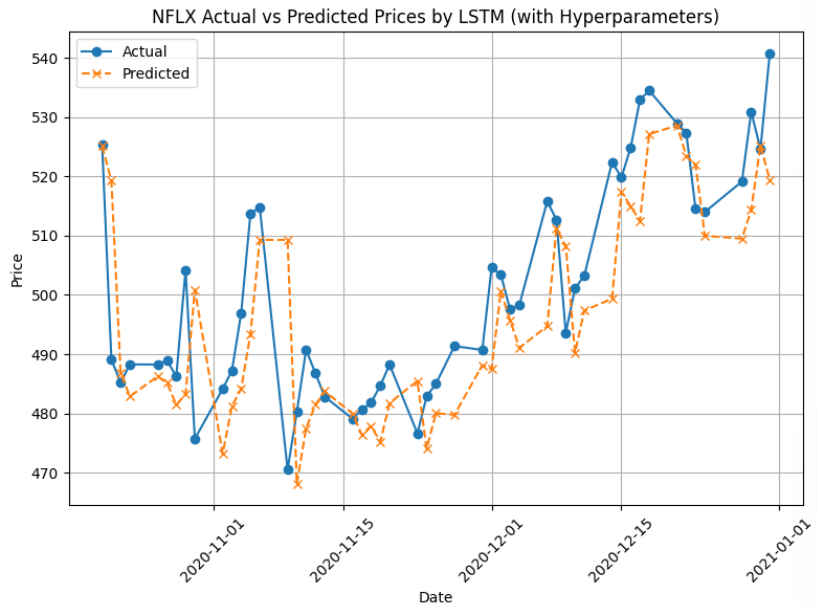 NFLX Actual vs Predicted Prices by LSTM (with Hyperparameters)
Actual
Predicted
Price
540
530
520
510
500
490
480
470
2020-11-01
2020-11-15
2020-12-01
2020-12-15
2021-01-01
Date